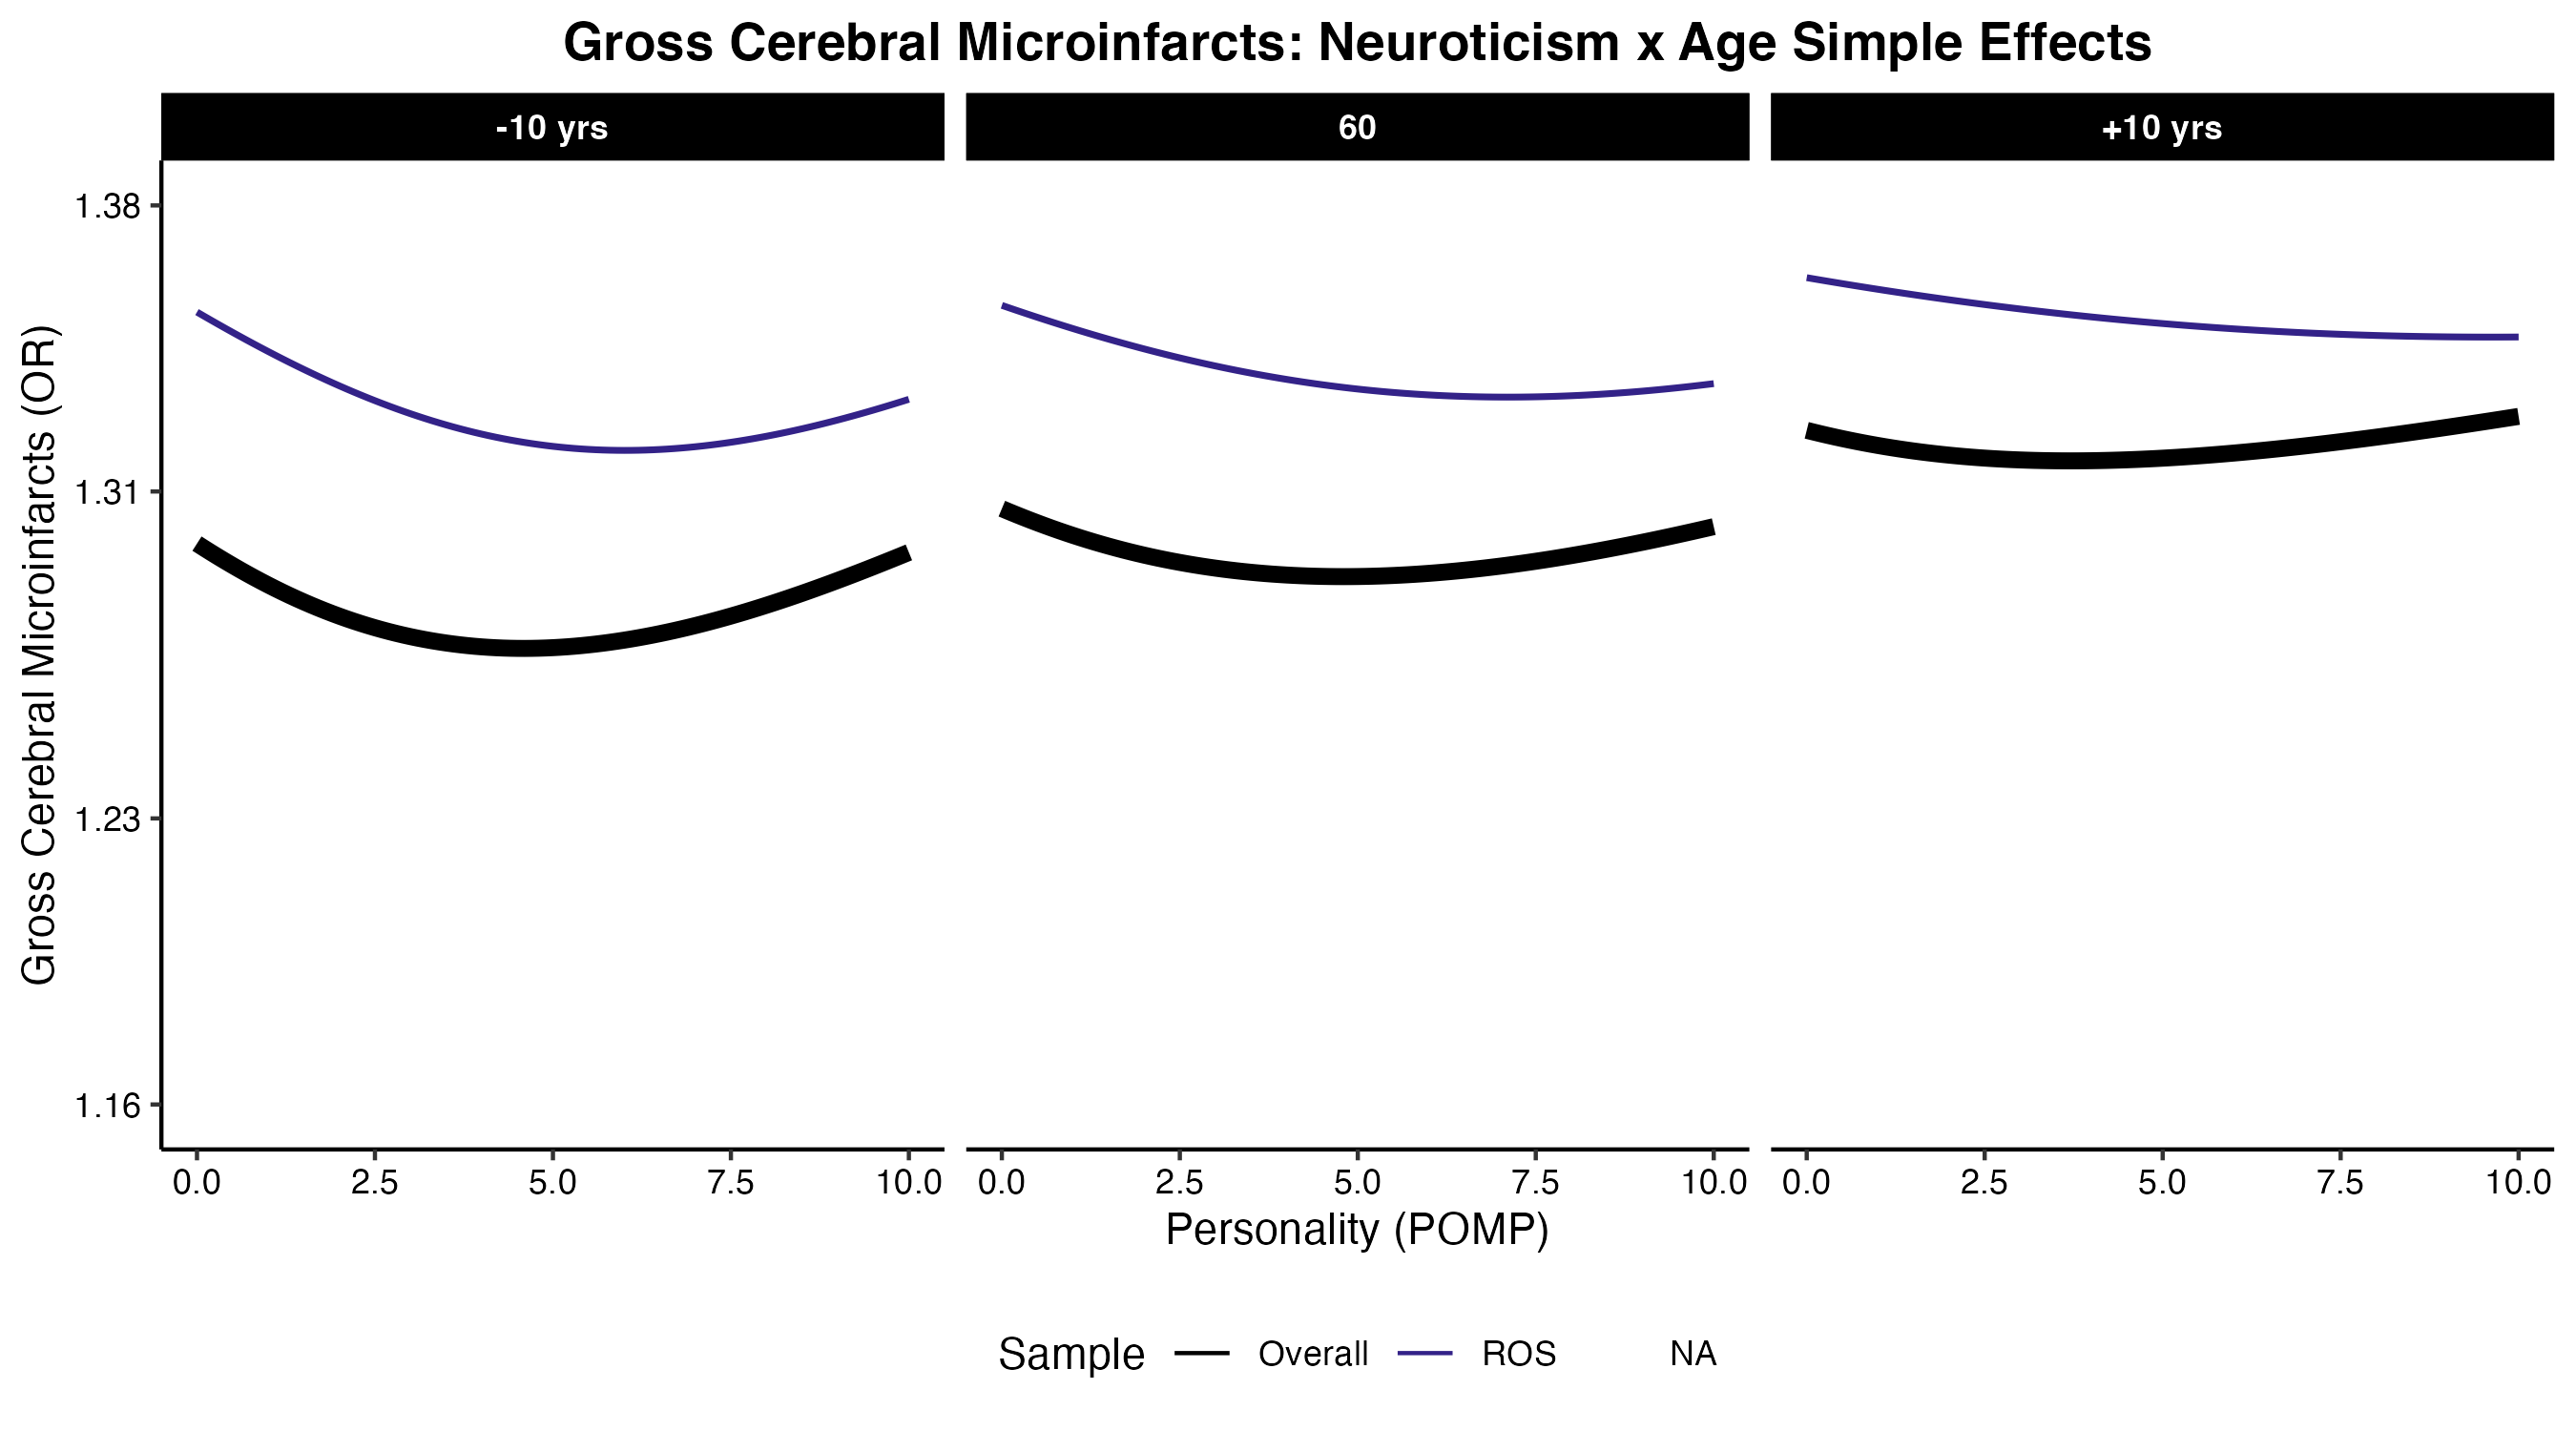 Gross Cerebral Microinfarcts: Neuroticism x Age Simple Effects
-10 yrs
60
+10 yrs
Gross Cerebral Microinfarcts (OR)
1.38
1.31
1.23
1.16
0.0 2.5 5.0 7.5 10.0
0.0 2.5 5.0 7.5 10.0
0.0 2.5 5.0 7.5 10.0
Personality (POMP)
Sample Overall ROS NA